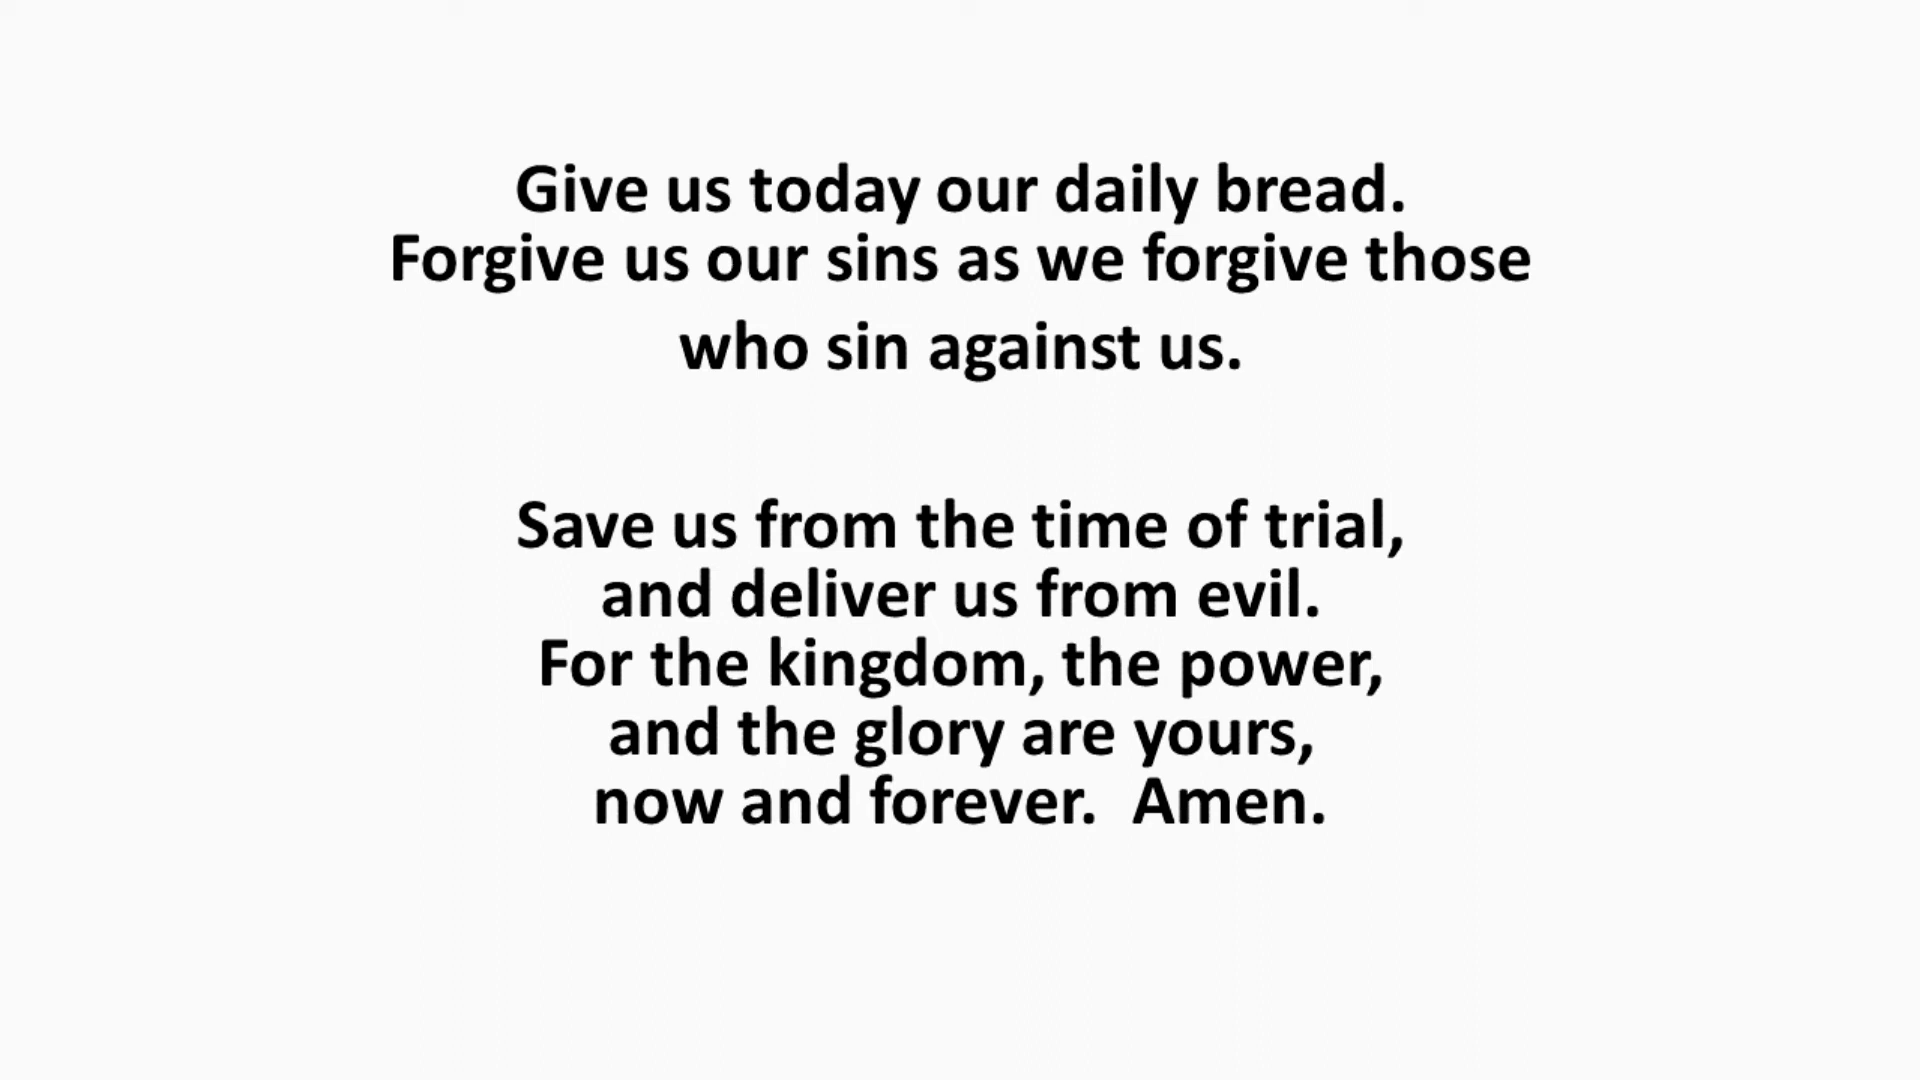 Give us today our daily bread.
Forgive us our sins as we forgive those
who sin against us.
Save us from the time of trial,
and deliver us from evil.
For the kingdom, the power,
and the glory are yours,
now and forever.  Amen.